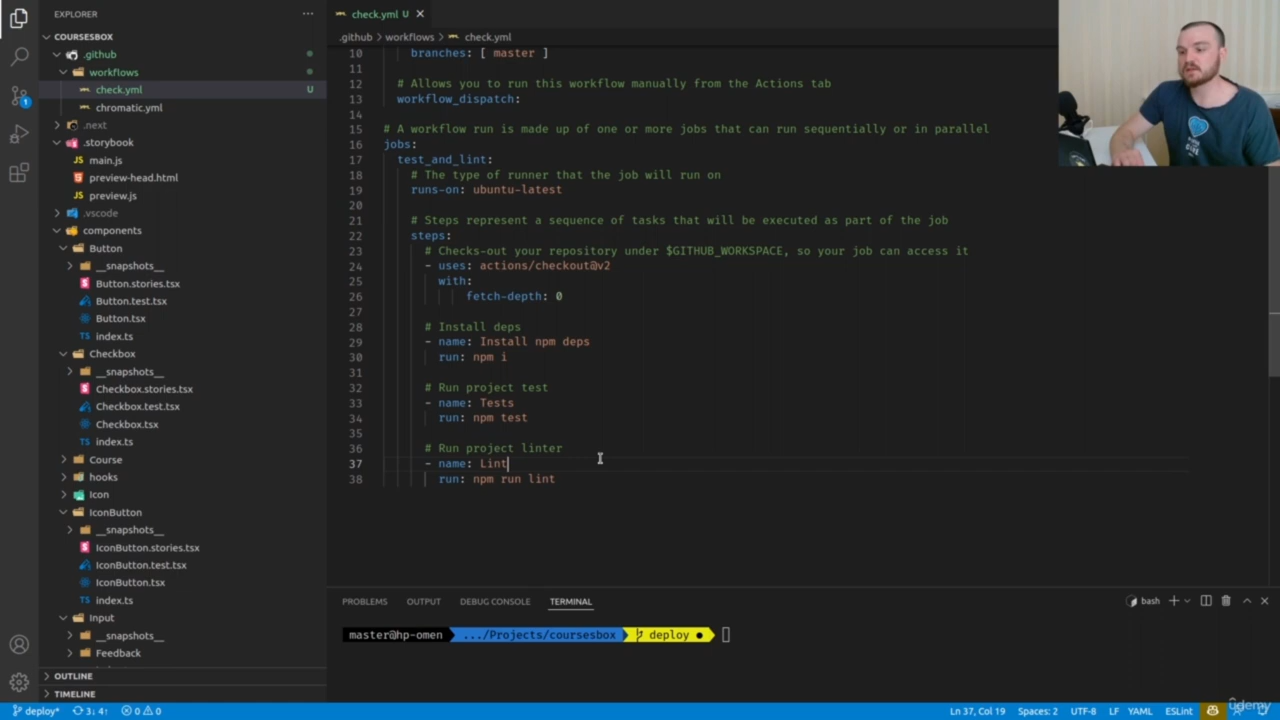 EXPLORER
···
check.yml U ×
COURSESBOX
.github > workflows > check.yml
.github
workflows
check.yml U
chromatic.yml
.next
.storybook
main.js
preview-head.html
preview.js
.vscode
components
Button
__snapshots__
Button.stories.tsx
Button.test.tsx
Button.tsx
index.ts
Checkbox
__snapshots__
Checkbox.stories.tsx
Checkbox.test.tsx
Checkbox.tsx
index.ts
Course
hooks
Icon
IconButton
__snapshots__
IconButton.stories.tsx
IconButton.test.tsx
IconButton.tsx
index.ts
Input
__snapshots__
Feedback
OUTLINE
TIMELINE
10 branches: [ master ]
11
12 # Allows you to run this workflow manually from the Actions tab
13 workflow_dispatch:
14
15 # A workflow run is made up of one or more jobs that can run sequentially or in parallel
16 jobs:
17 test_and_lint:
18 # The type of runner that the job will run on
19 runs-on: ubuntu-latest
20
21 # Steps represent a sequence of tasks that will be executed as part of the job
22 steps:
23 # Checks-out your repository under $GITHUB_WORKSPACE, so your job can access it
24 - uses: actions/checkout@v2
25 with:
26 fetch-depth: 0
27
28 # Install deps
29 - name: Install npm deps
30 run: npm i
31
32 # Run project test
33 - name: Tests
34 run: npm test
35
36 # Run project linter
37 - name: Lint
38 run: npm run lint
PROBLEMS OUTPUT DEBUG CONSOLE TERMINAL
bash
master@hp-omen .../Projects/coursesbox deploy ●
deploy* 3↓ 4↑ 0 0
Ln 37, Col 19 Spaces: 2 UTF-8 LF YAML ESLint
udemy
1